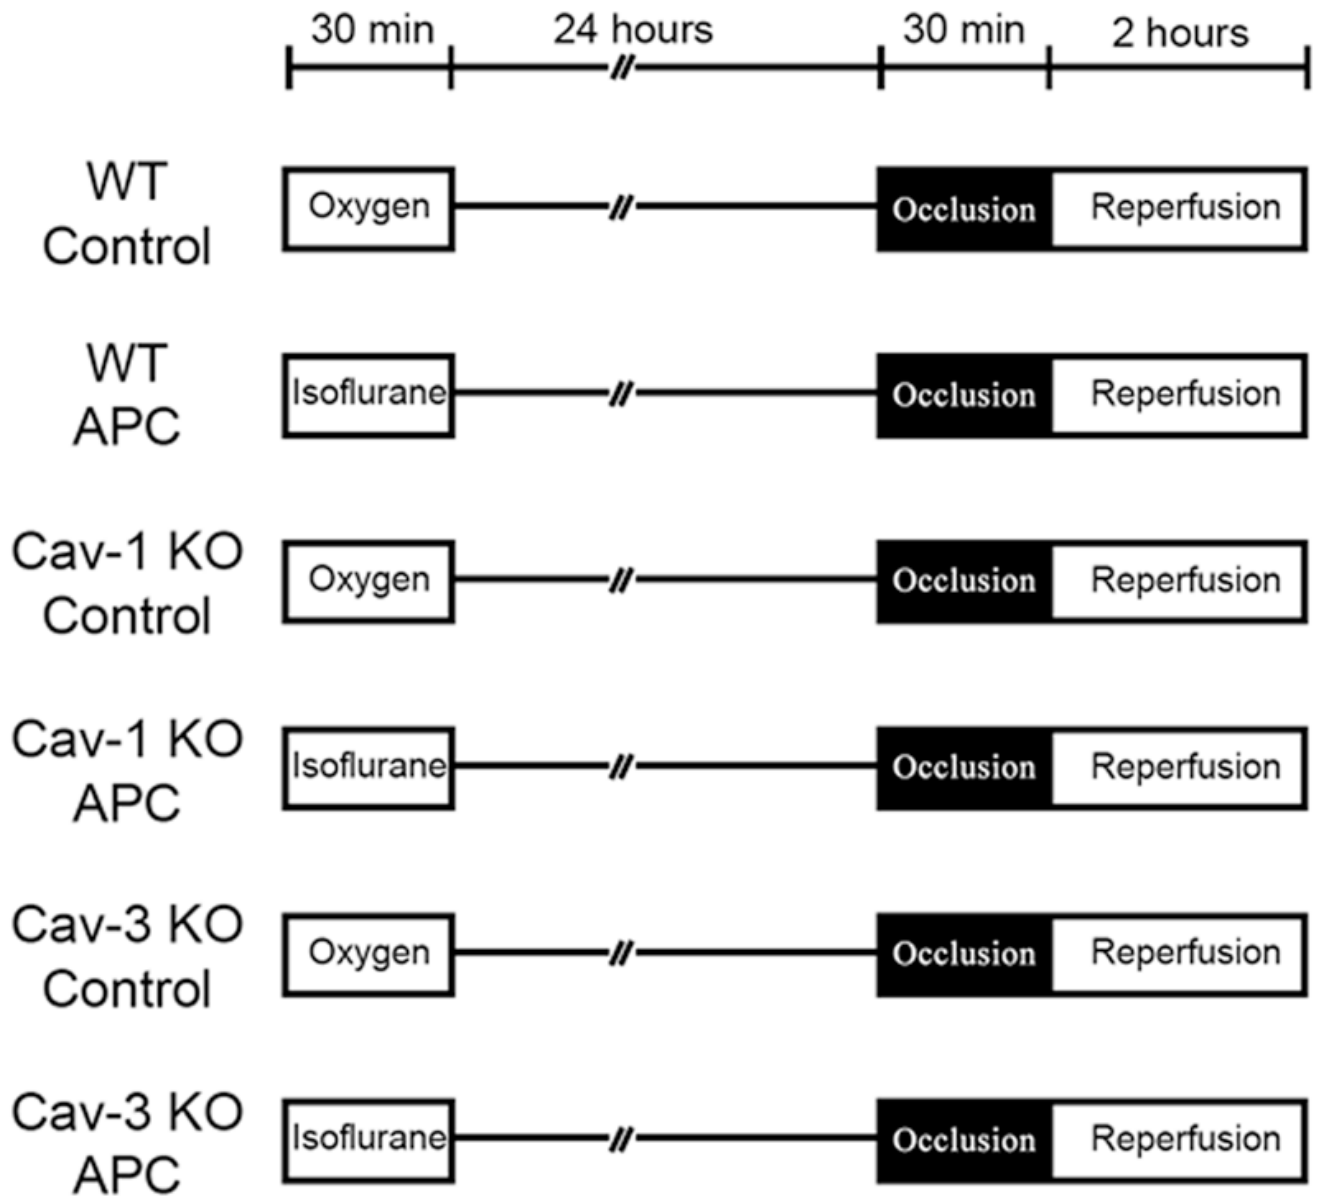 30 min 24 hours 30 min 2 hours
WT
Control
Oxygen Occlusion Reperfusion
WT
APC
Isoflurane Occlusion Reperfusion
Cav-1 KO
Control
Oxygen Occlusion Reperfusion
Cav-1 KO
APC
Isoflurane Occlusion Reperfusion
Cav-3 KO
Control
Oxygen Occlusion Reperfusion
Cav-3 KO
APC
Isoflurane Occlusion Reperfusion